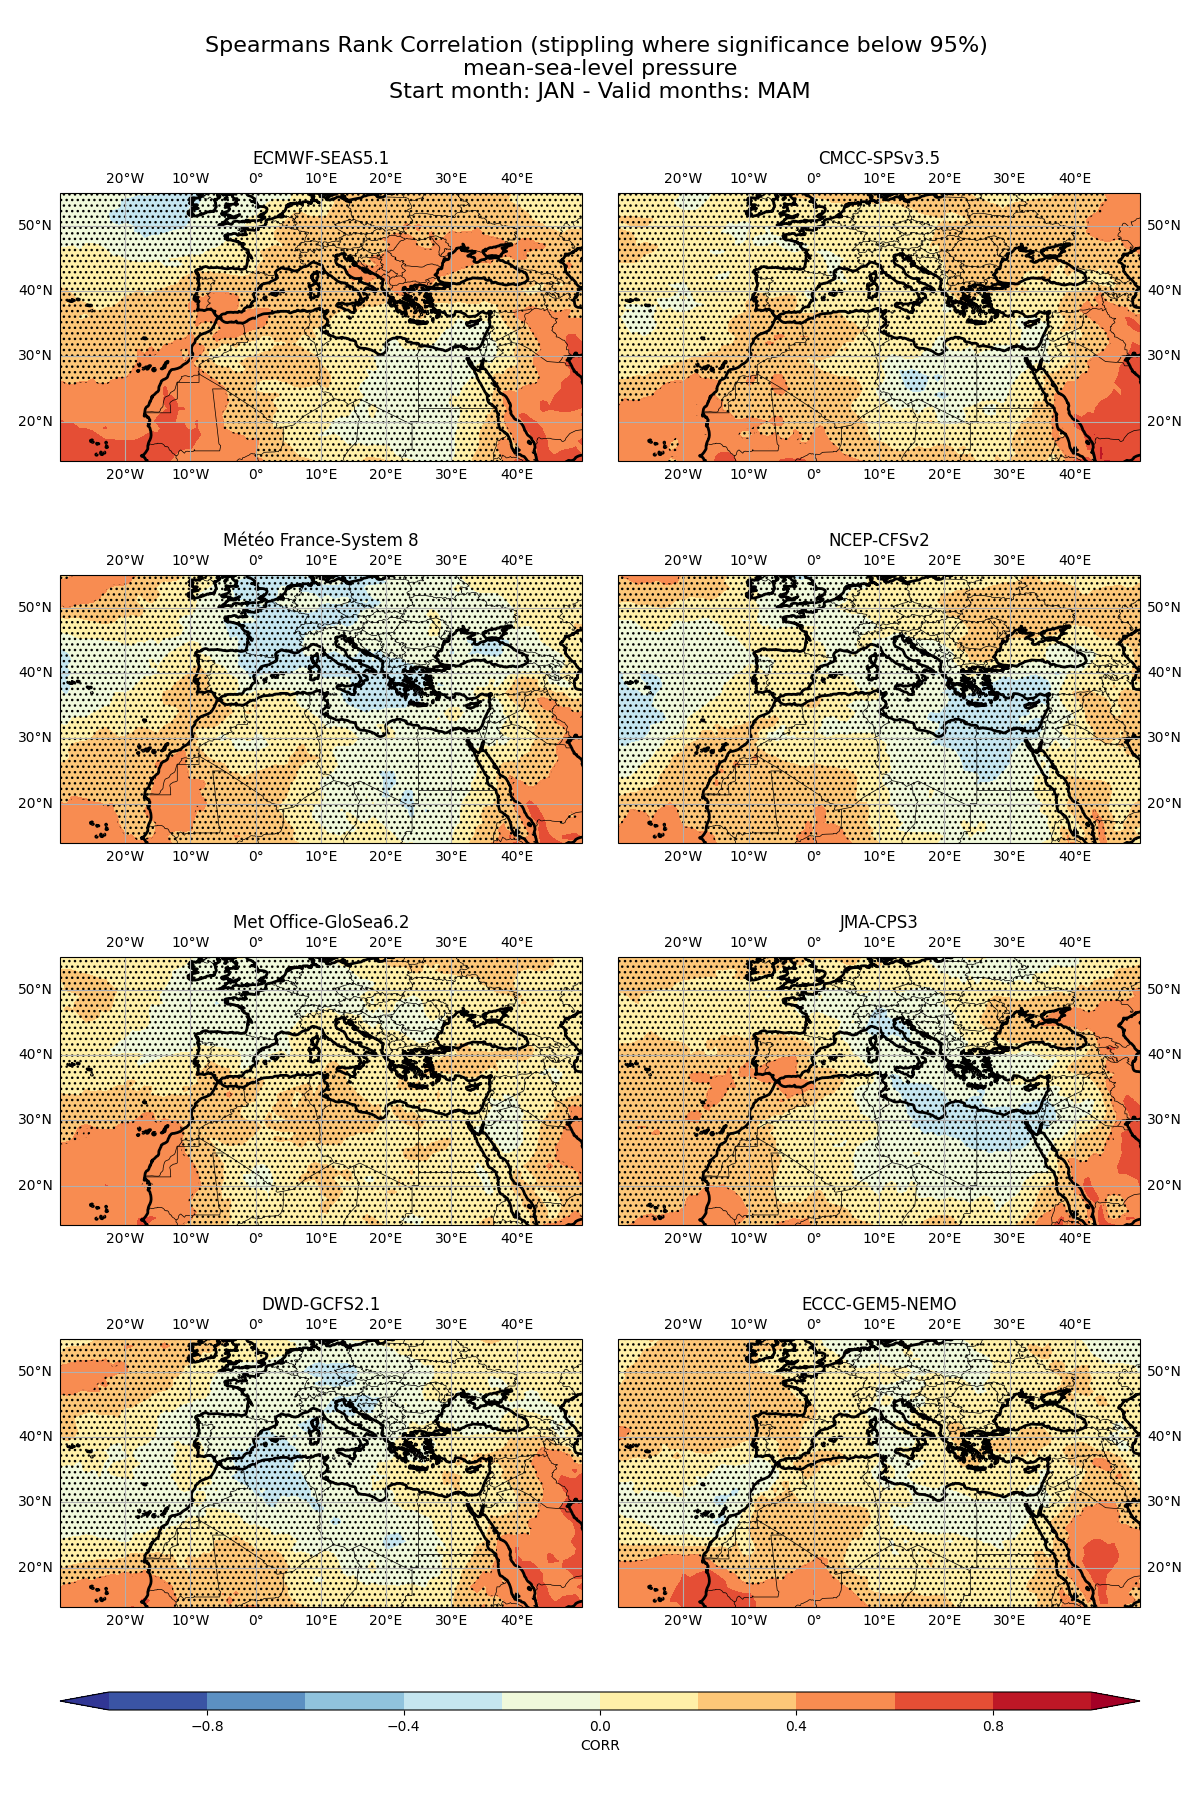 Spearmans Rank Correlation (stippling where significance below 95%)
mean-sea-level pressure
Start month: JAN - Valid months: MAM
ECMWF-SEAS5.1
CMCC-SPSv3.5
20°W 10°W 0° 10°E 20°E 30°E 40°E
20°W 10°W 0° 10°E 20°E 30°E 40°E
50°N
50°N
40°N
40°N
30°N
30°N
20°N
20°N
20°W 10°W 0° 10°E 20°E 30°E 40°E
20°W 10°W 0° 10°E 20°E 30°E 40°E
Météo France-System 8
NCEP-CFSv2
20°W 10°W 0° 10°E 20°E 30°E 40°E
20°W 10°W 0° 10°E 20°E 30°E 40°E
50°N
50°N
40°N
40°N
30°N
30°N
20°N
20°N
20°W 10°W 0° 10°E 20°E 30°E 40°E
20°W 10°W 0° 10°E 20°E 30°E 40°E
Met Office-GloSea6.2
JMA-CPS3
20°W 10°W 0° 10°E 20°E 30°E 40°E
20°W 10°W 0° 10°E 20°E 30°E 40°E
50°N
50°N
40°N
40°N
30°N
30°N
20°N
20°N
20°W 10°W 0° 10°E 20°E 30°E 40°E
20°W 10°W 0° 10°E 20°E 30°E 40°E
DWD-GCFS2.1
ECCC-GEM5-NEMO
20°W 10°W 0° 10°E 20°E 30°E 40°E
20°W 10°W 0° 10°E 20°E 30°E 40°E
50°N
50°N
40°N
40°N
30°N
30°N
20°N
20°N
20°W 10°W 0° 10°E 20°E 30°E 40°E
20°W 10°W 0° 10°E 20°E 30°E 40°E
−0.8 −0.4 0.0 0.4 0.8
CORR